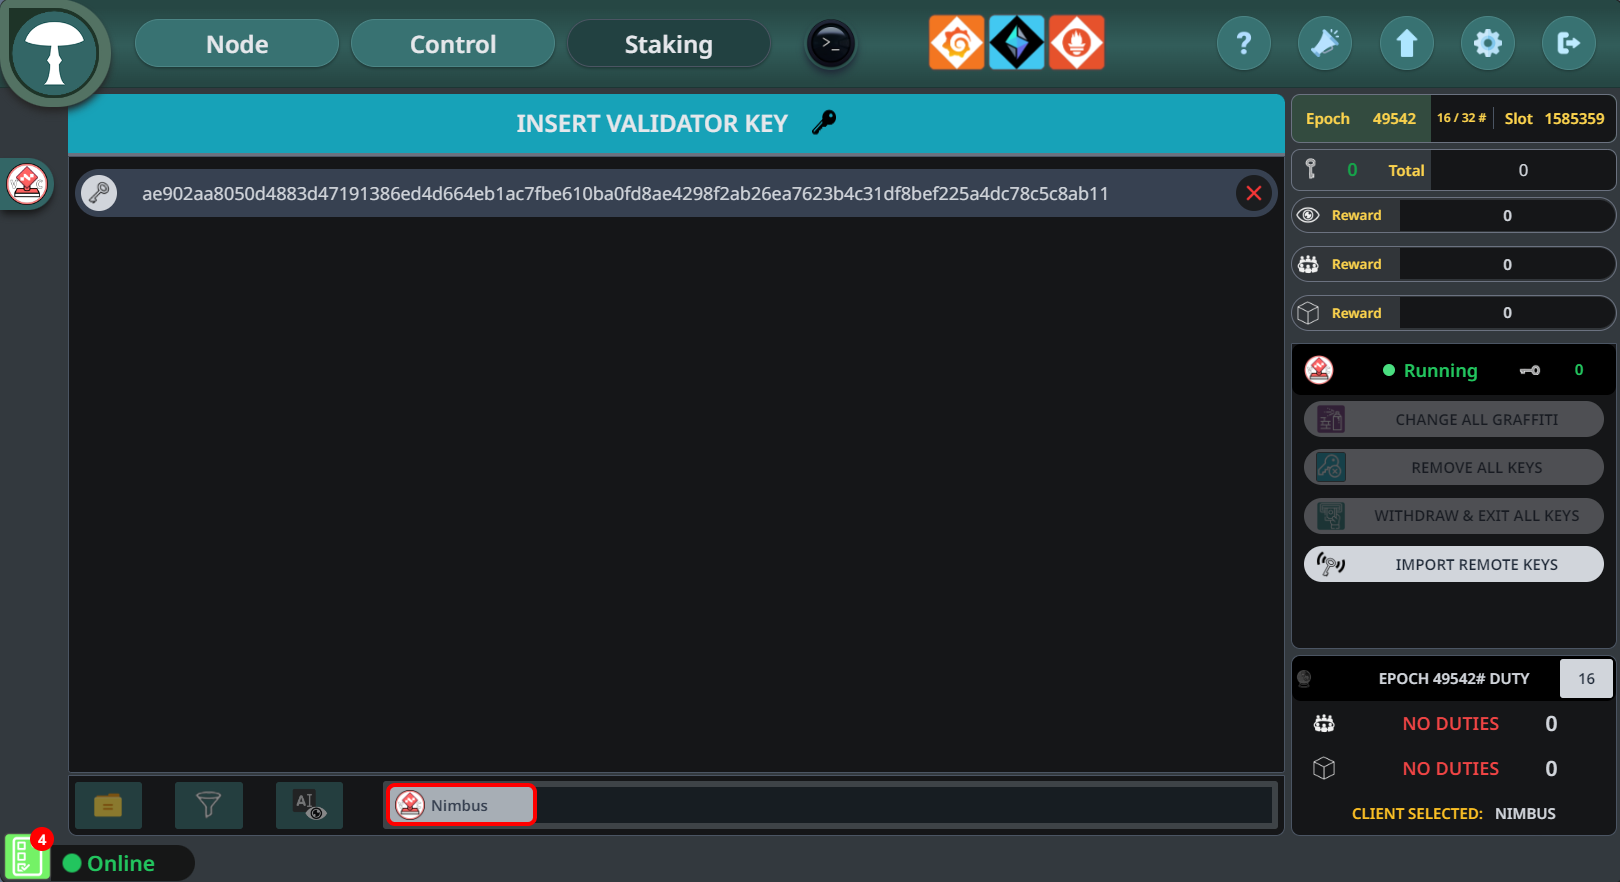 Node
Control
Staking
>_
?
INSERT VALIDATOR KEY
ae902aa8050d4883d47191386ed4d664eb1ac7fbe610ba0fd8ae4298f2ab26ea7623b4c31df8bef225a4dc78c5c8ab11
Epoch 49542 16 / 32 # Slot 1585359
0 Total 0
Reward 0
Reward 0
Reward 0
Running 0
CHANGE ALL GRAFFITI
REMOVE ALL KEYS
WITHDRAW & EXIT ALL KEYS
IMPORT REMOTE KEYS
EPOCH 49542# DUTY 16
NO DUTIES 0
NO DUTIES 0
CLIENT SELECTED: NIMBUS
AI
Nimbus
4
Online